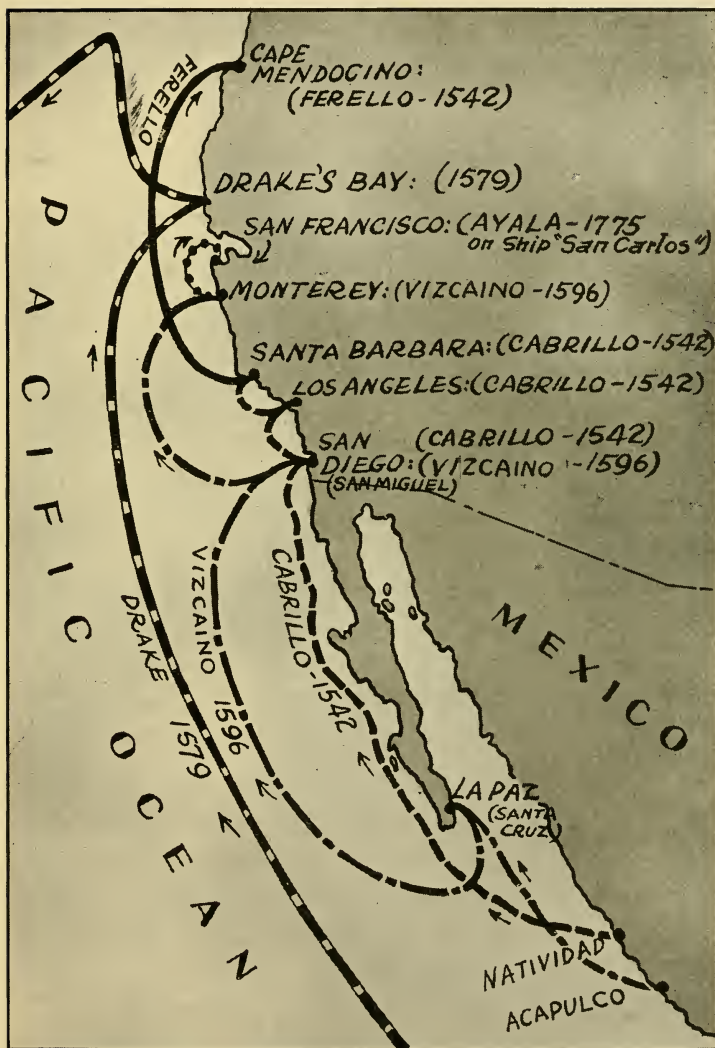 CAPE
MENDOCINO:
(FERELLO-1542)
FERELLO
DRAKE'S BAY: (1579)
SAN FRANCISCO: (AYALA-1775
on Ship "San Carlos")
MONTEREY: (VIZCAINO-1596)
SANTA BARBARA: (CABRILLO-1542)
LOS ANGELES: (CABRILLO-1542)
SAN (CABRILLO-1542)
DIEGO: (VIZCAINO-1596)
(SAN MIGUEL)
PACIFIC OCEAN
DRAKE 1579
VIZCAINO 1596
CABRILLO-1542
MEXICO
LA PAZ
(SANTA
CRUZ)
NATIVIDAD
ACAPULCO